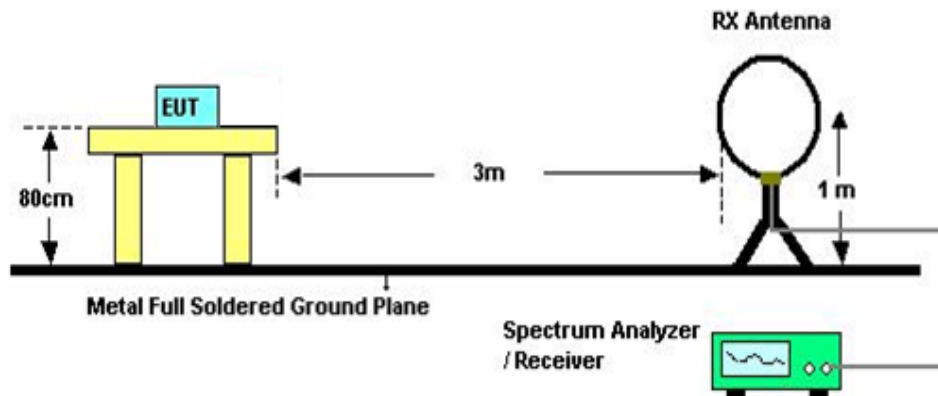 RX Antenna
EUT
80cm
3m
1 m
Metal Full Soldered Ground Plane
Spectrum Analyzer
/ Receiver